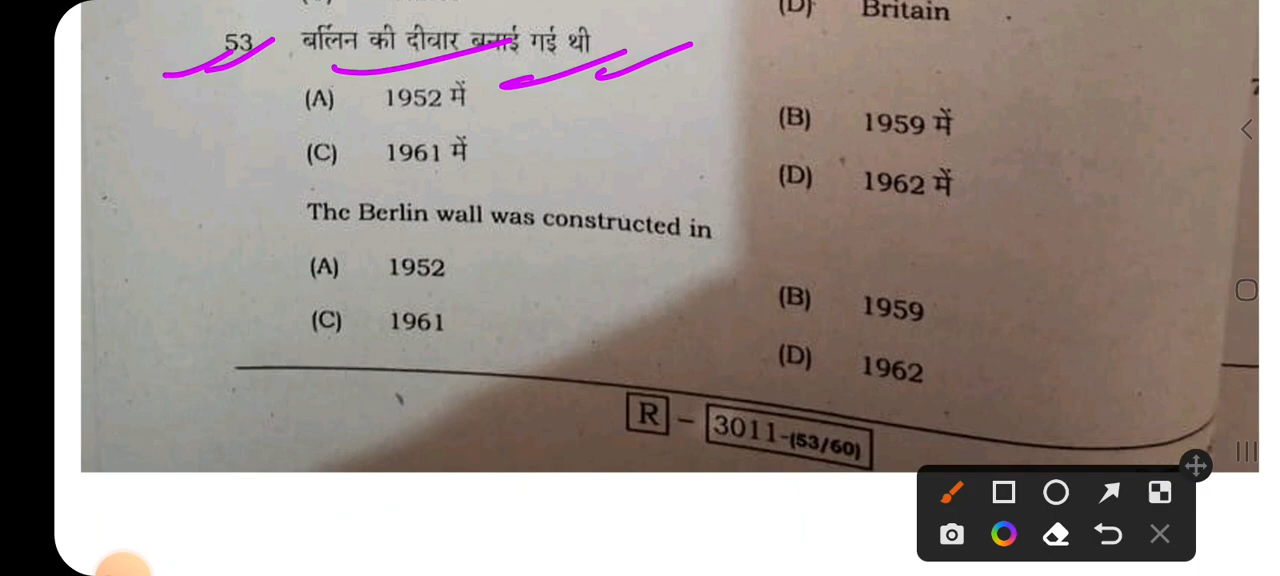 (D) Britain
53 बर्लिन की दीवार बनाई गई थी
(A) 1952 में
(B) 1959 में
(C) 1961 में
(D) 1962 में
The Berlin wall was constructed in
(A) 1952
(B) 1959
(C) 1961
(D) 1962
R - 3011-(53/60)